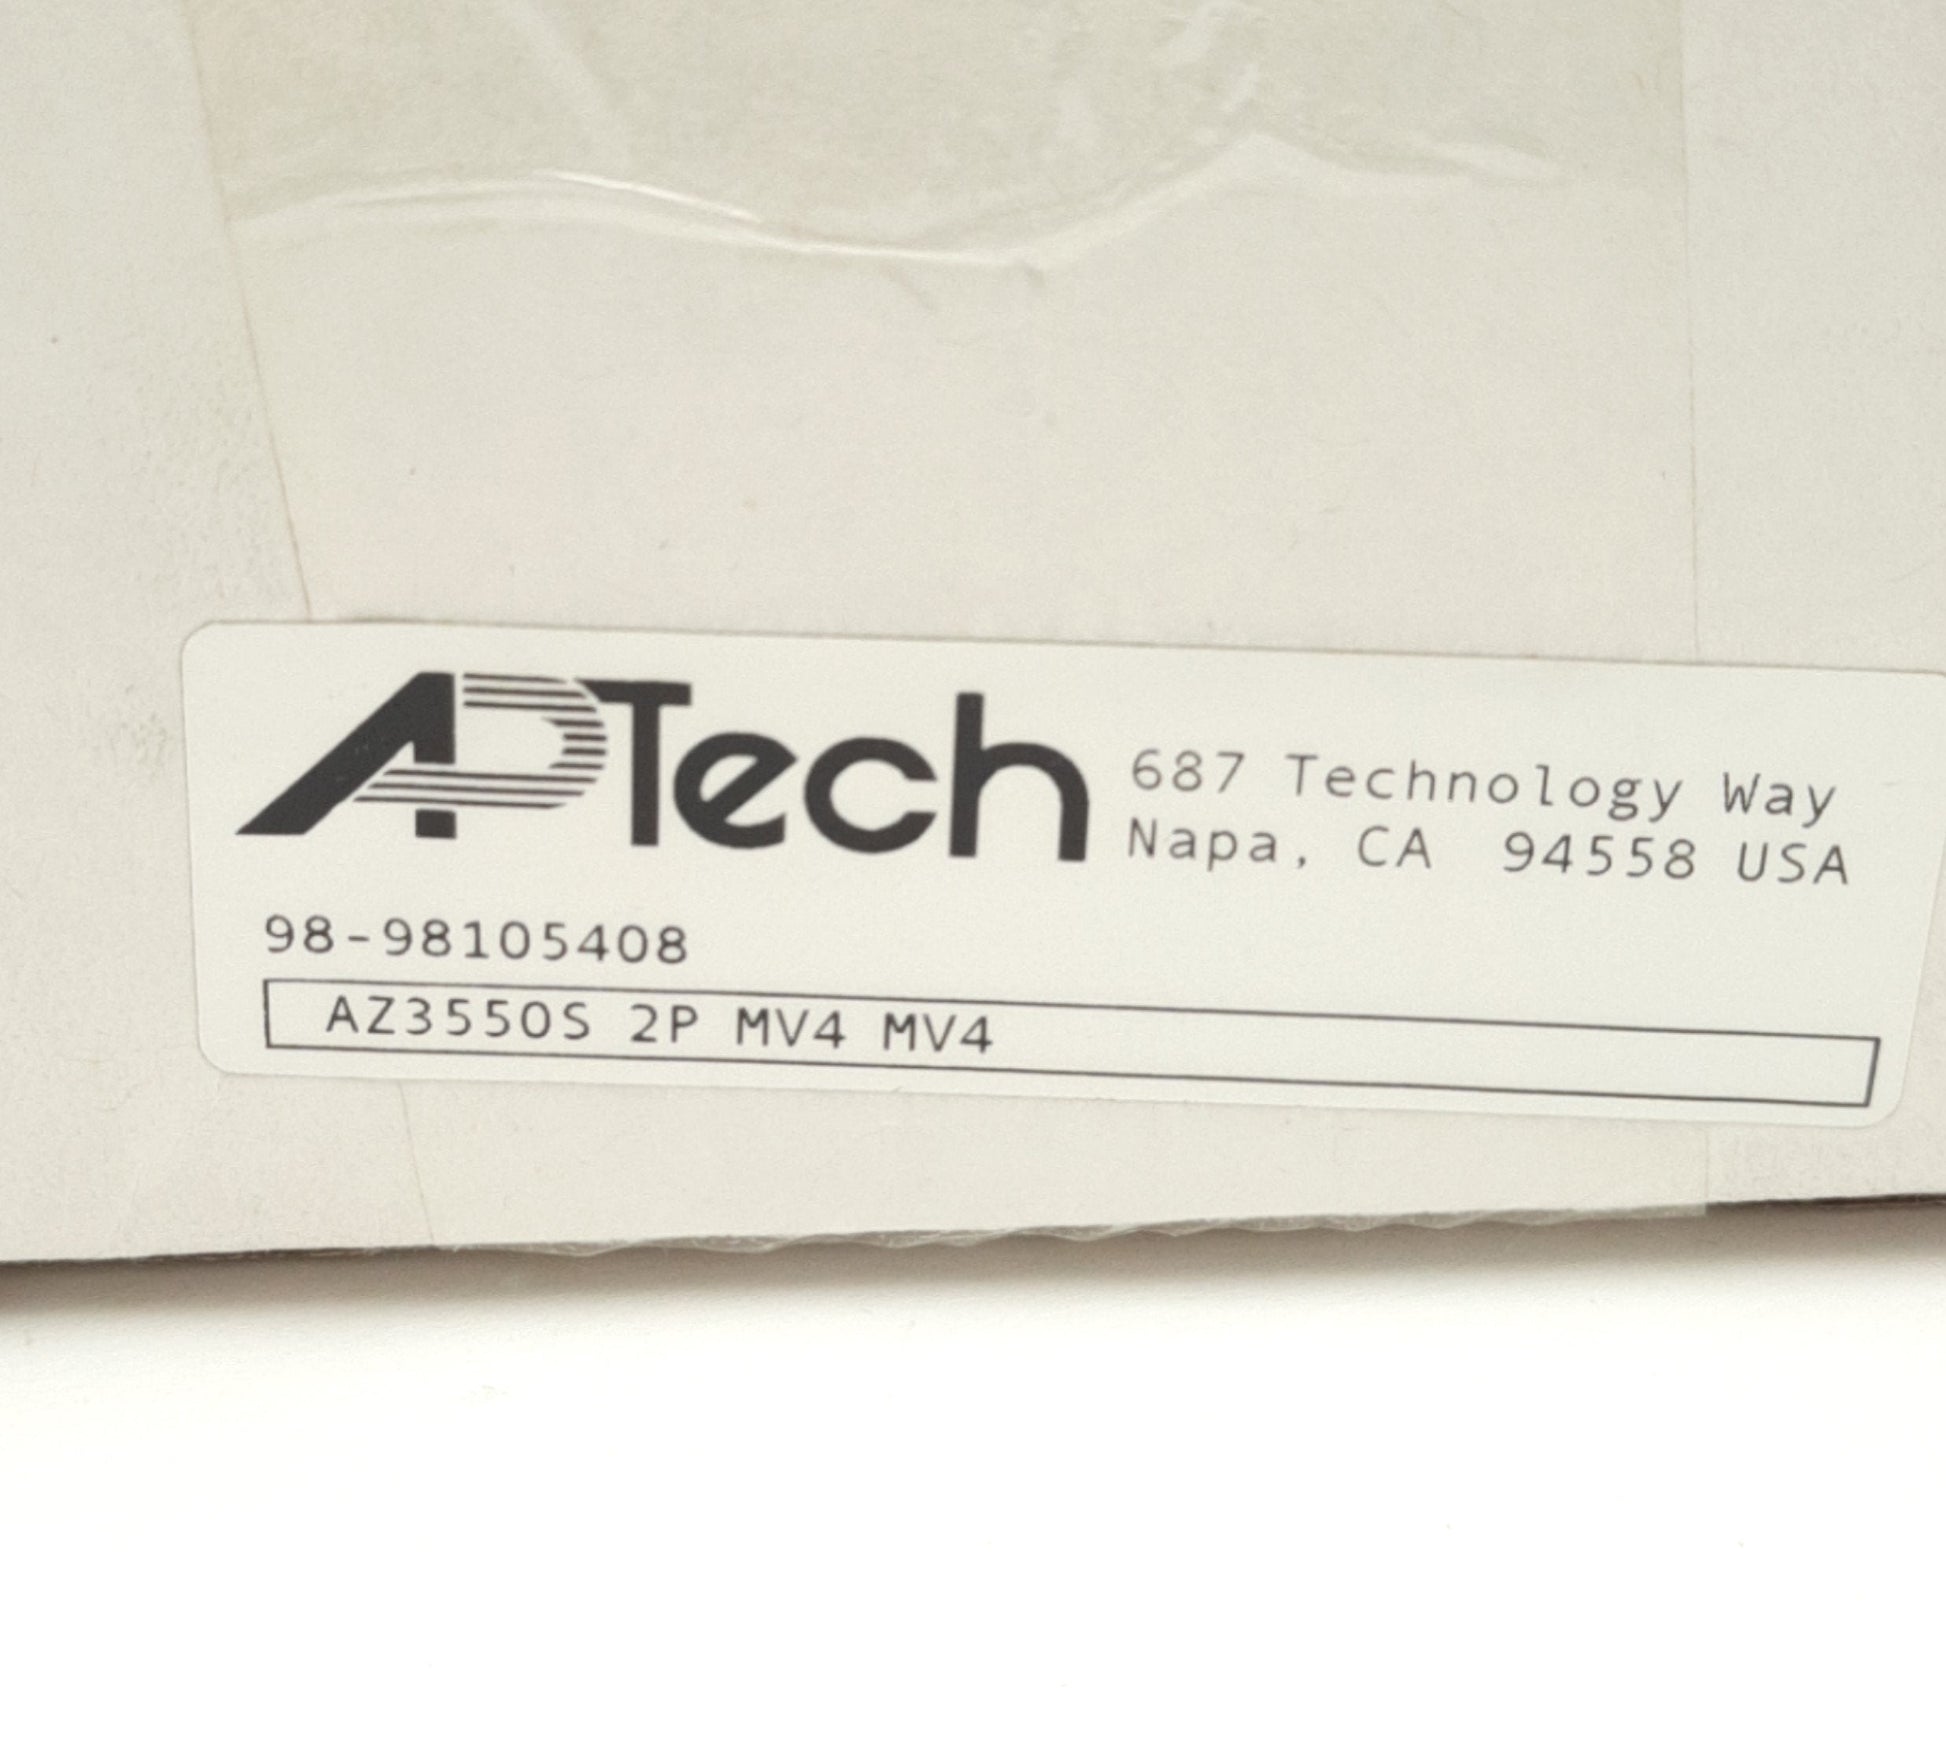 APTech
687 Technology Way
Napa, CA 94558 USA
98-98105408
AZ3550S 2P MV4 MV4